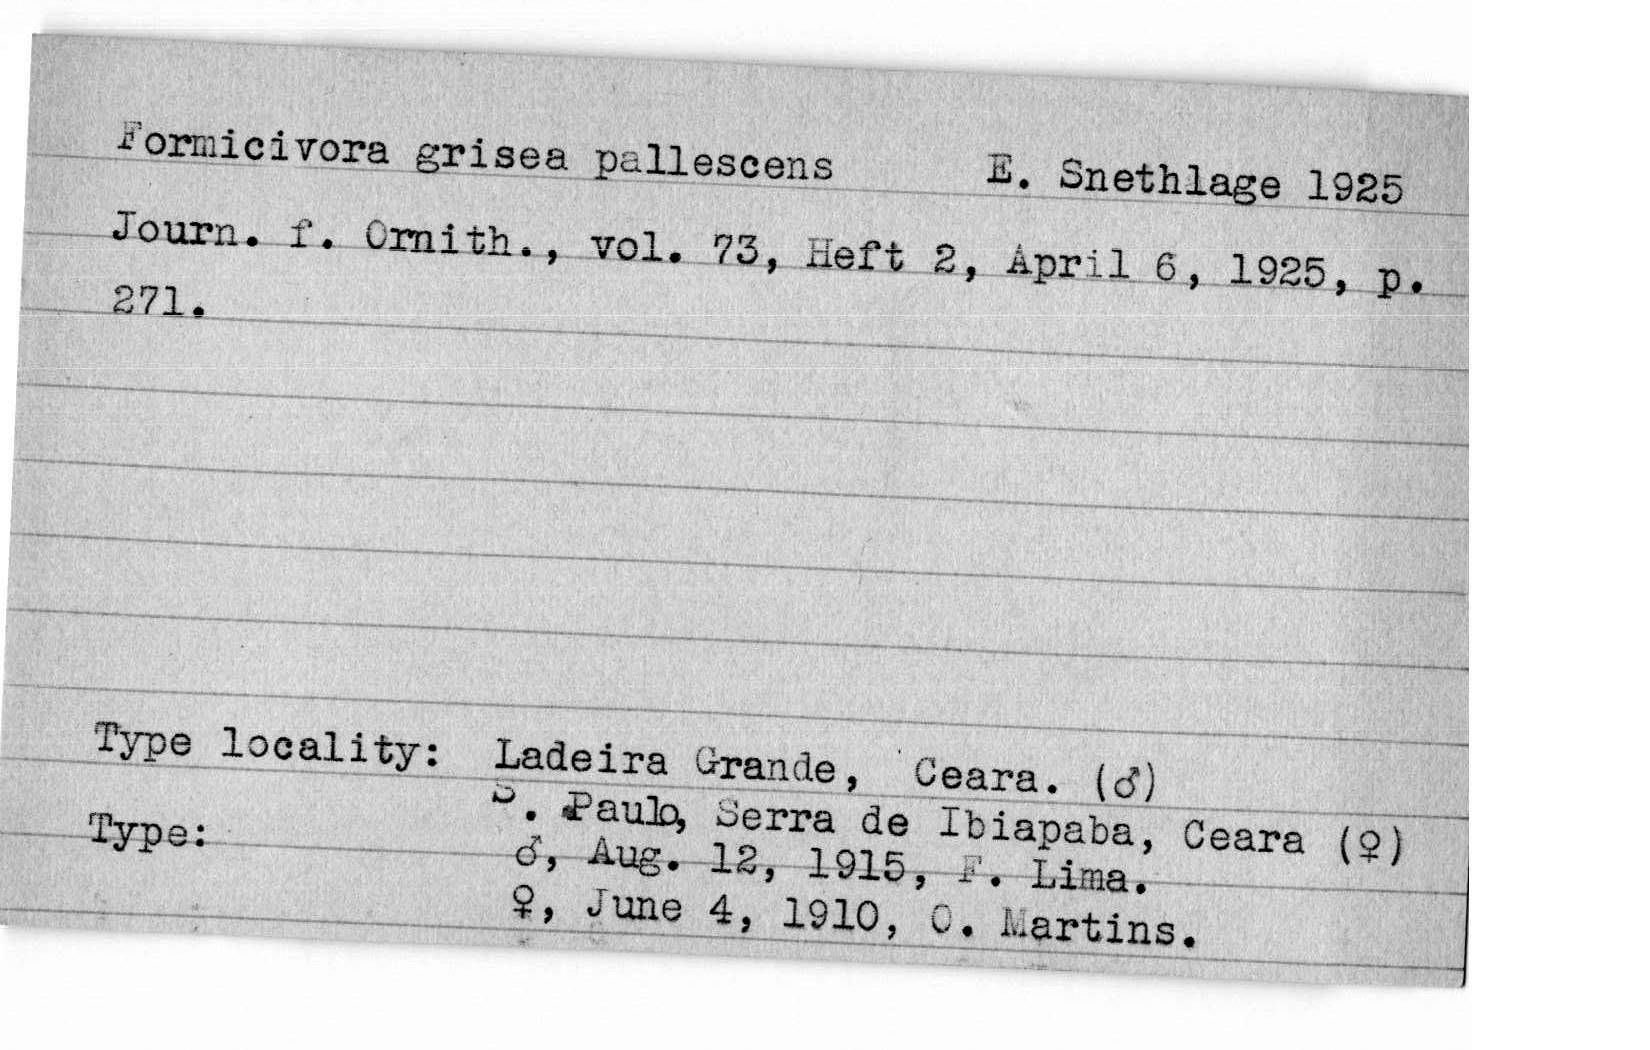 Formicivora grisea pallescens E. Snethlage 1925
Journ. f. Ornith., vol. 73, Heft 2, April 6, 1925, p.
271.
Type locality: Ladeira Grande, Ceara. (♂)
S. Paulo, Serra de Ibiapaba, Ceara (♀)
Type: ♂, Aug. 12, 1915, F. Lima.
♀, June 4, 1910, O. Martins.